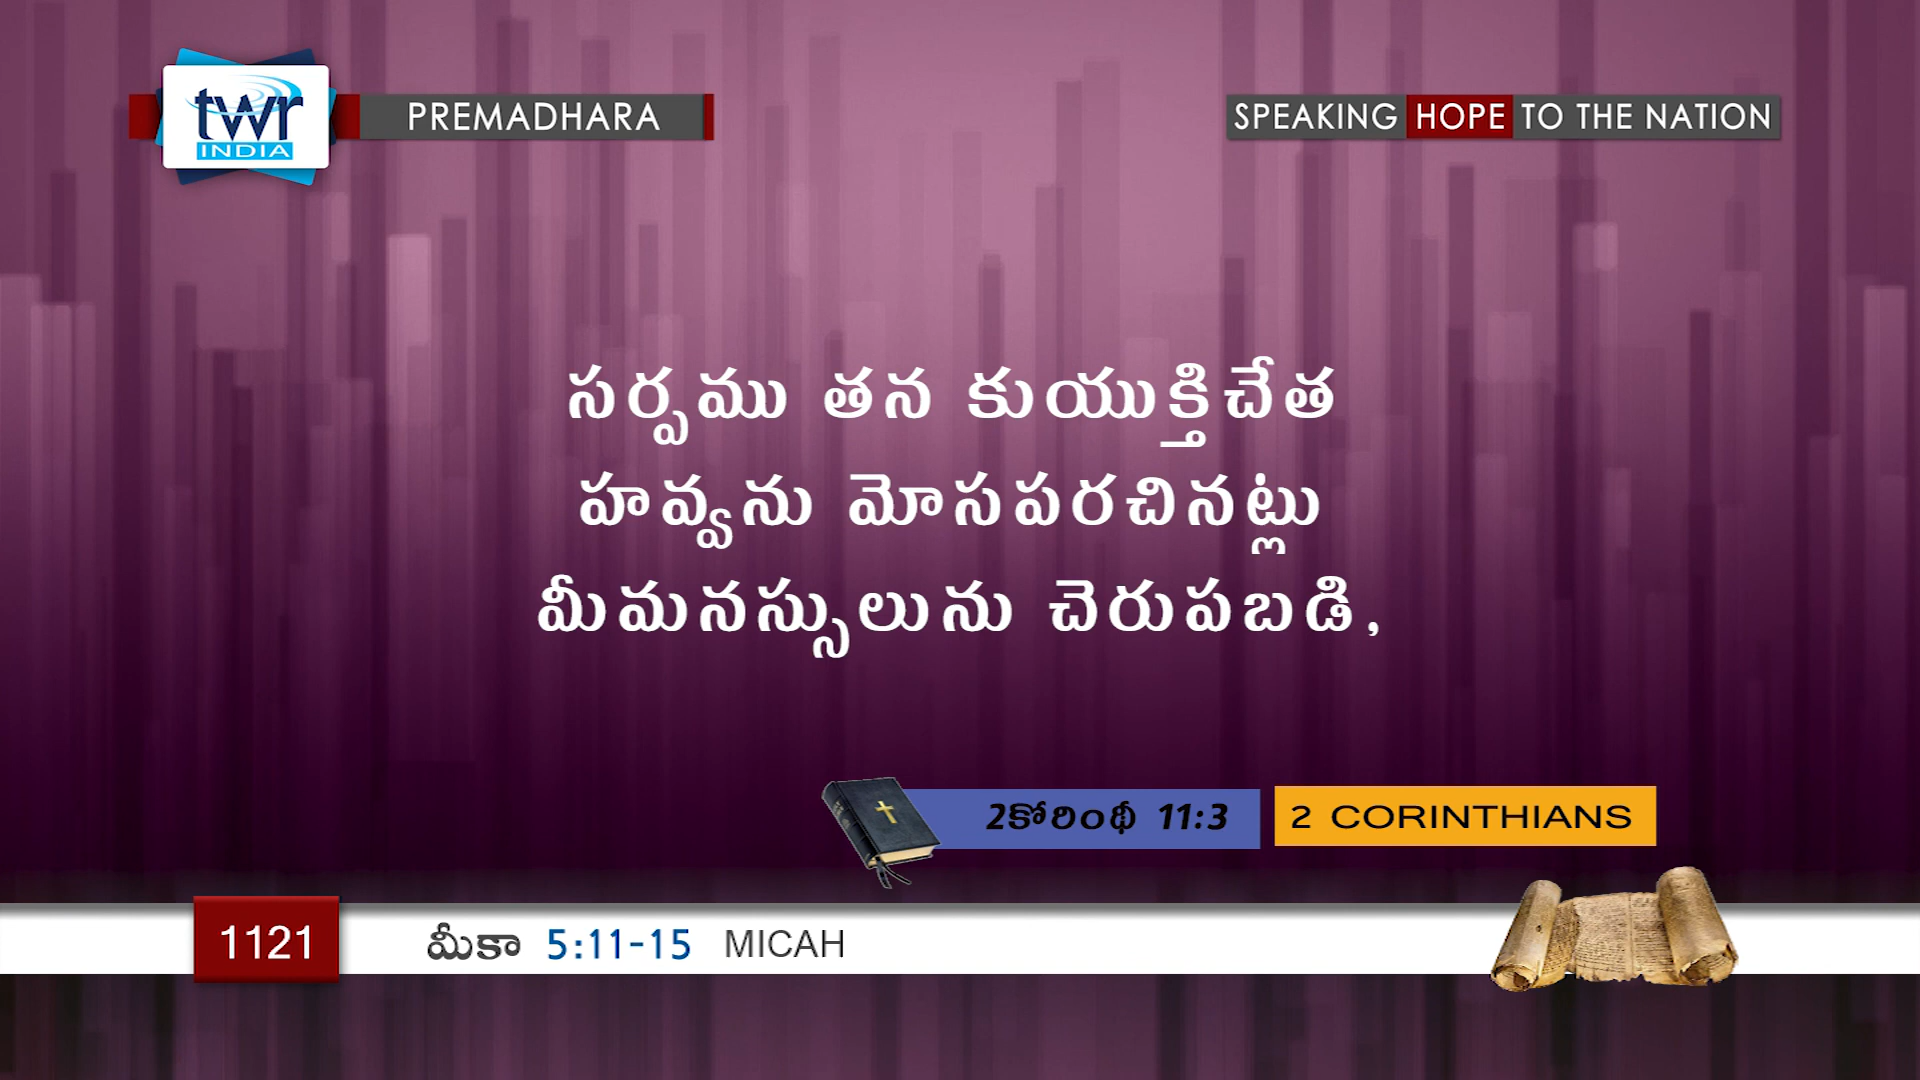 twr
INDIA
PREMADHARA
SPEAKING HOPE TO THE NATION
సర్పము తన కుయుక్తిచేత
హవ్వను మోసపరచినట్లు
మీమనస్సులును చెరుపబడి,
2కోరింథీ 11:3
2 CORINTHIANS
1121
మీకా 5:11-15 MICAH